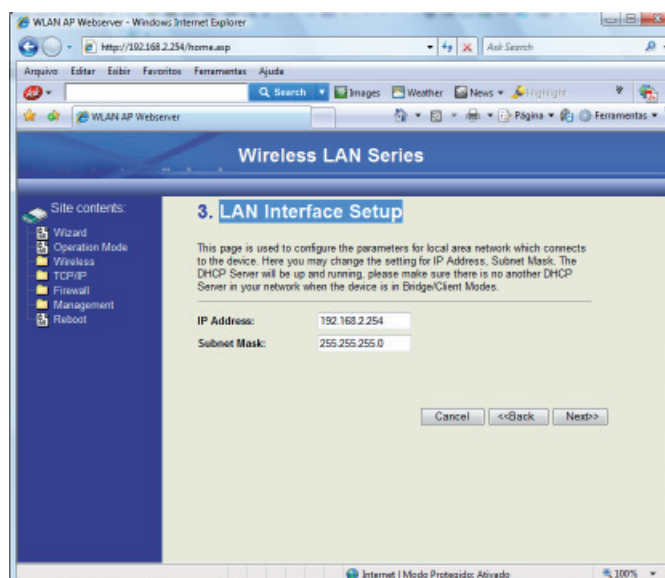 WLAN AP Webserver - Windows Internet Explorer
http://192.168.2.254/home.asp
Ask Search
Arquivo Editar Exibir Favoritos Ferramentas Ajuda
Search Images Weather News Highlight
WLAN AP Webserver
Página Ferramentas
Wireless LAN Series
Site contents:
Wizard
Operation Mode
Wireless
TCP/IP
Firewall
Management
Reboot
3. LAN Interface Setup
This page is used to configure the parameters for local area network which connects
to the device. Here you may change the setting for IP Address, Subnet Mask. The
DHCP Server will be up and running, please make sure there is no another DHCP
Server in your network when the device is in Bridge/Client Modes.
IP Address: 192.168.2.254
Subnet Mask: 255.255.255.0
Cancel <<Back Next>>
Internet | Modo Protegido: Ativado 100%